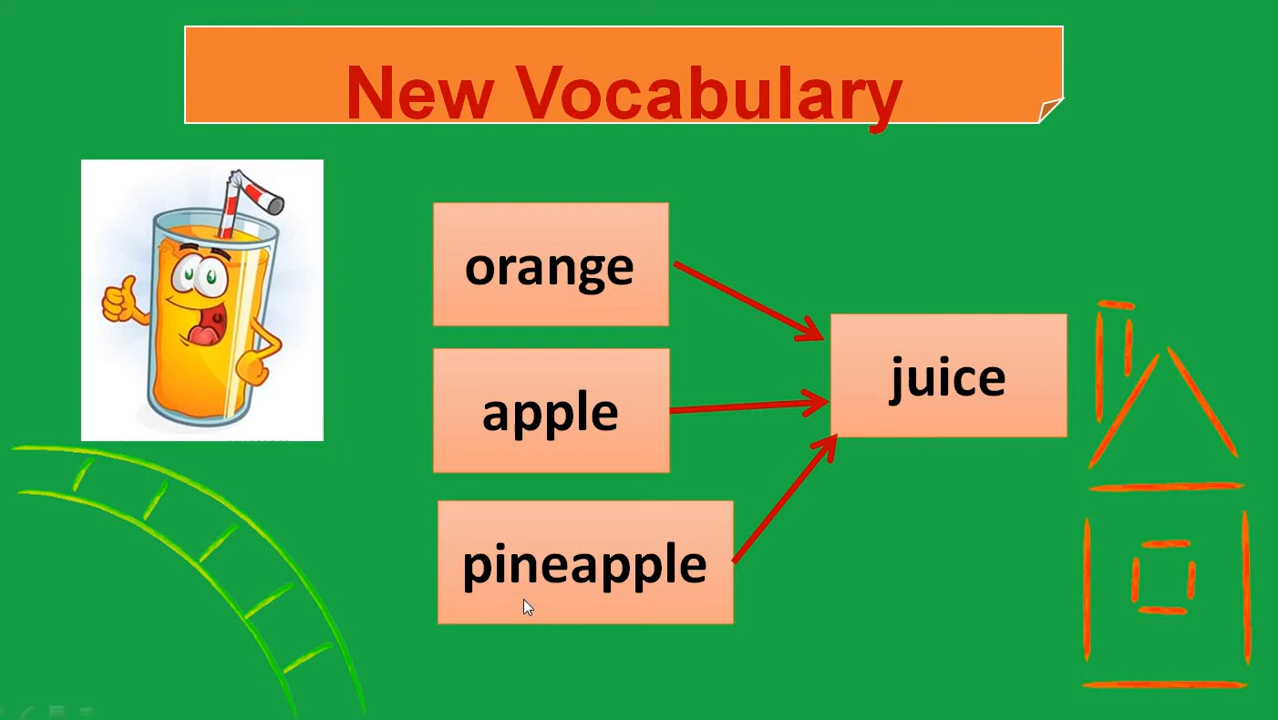 New Vocabulary
orange
apple
juice
pineapple